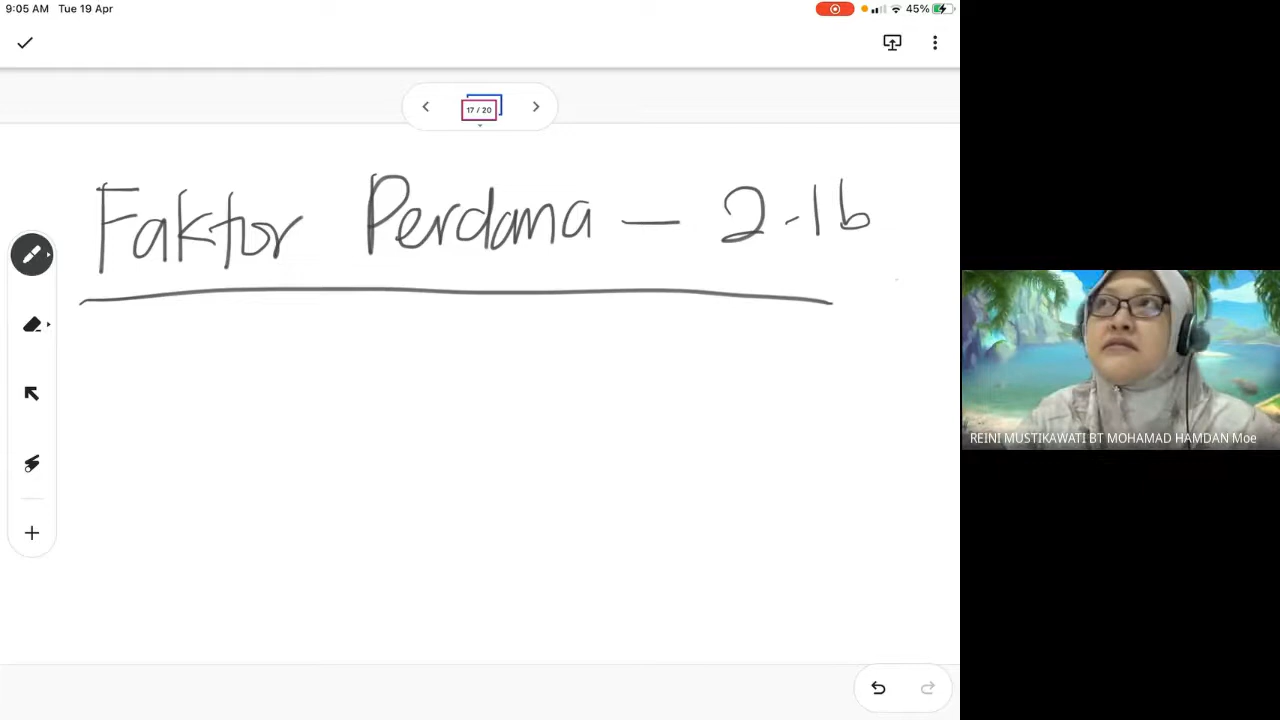 9:05 AM Tue 19 Apr 45%
17 / 20
Faktor Perdana – 2.1b
REINI MUSTIKAWATI BT MOHAMAD HAMDAN Moe